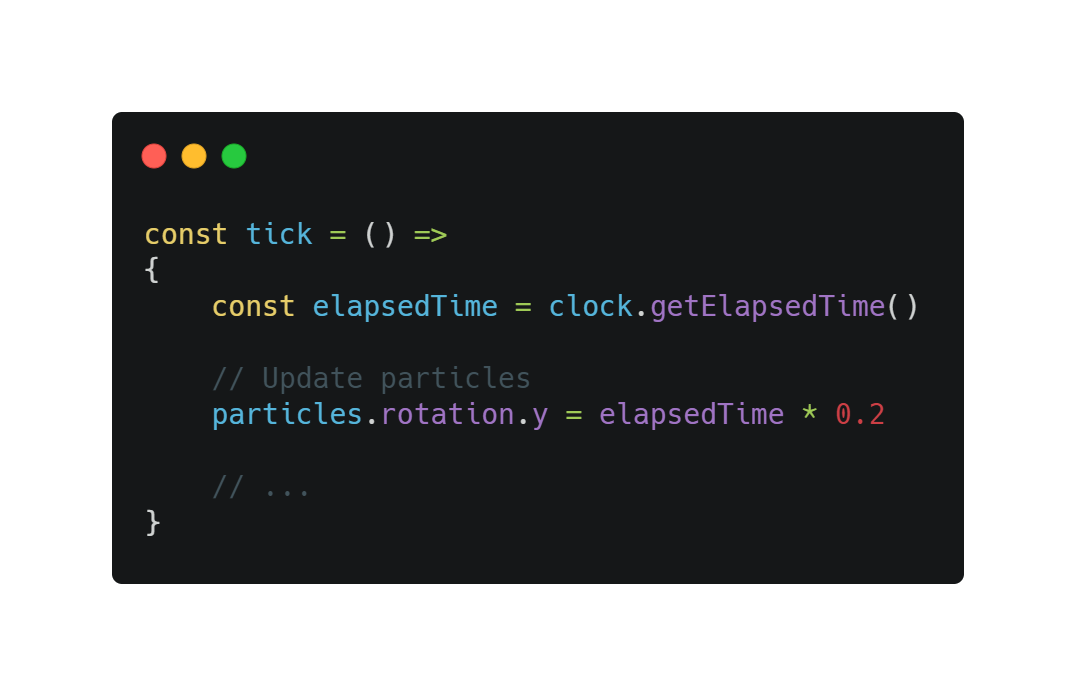 const tick = () =>
{
    const elapsedTime = clock.getElapsedTime()

    // Update particles
    particles.rotation.y = elapsedTime * 0.2

    // ...
}